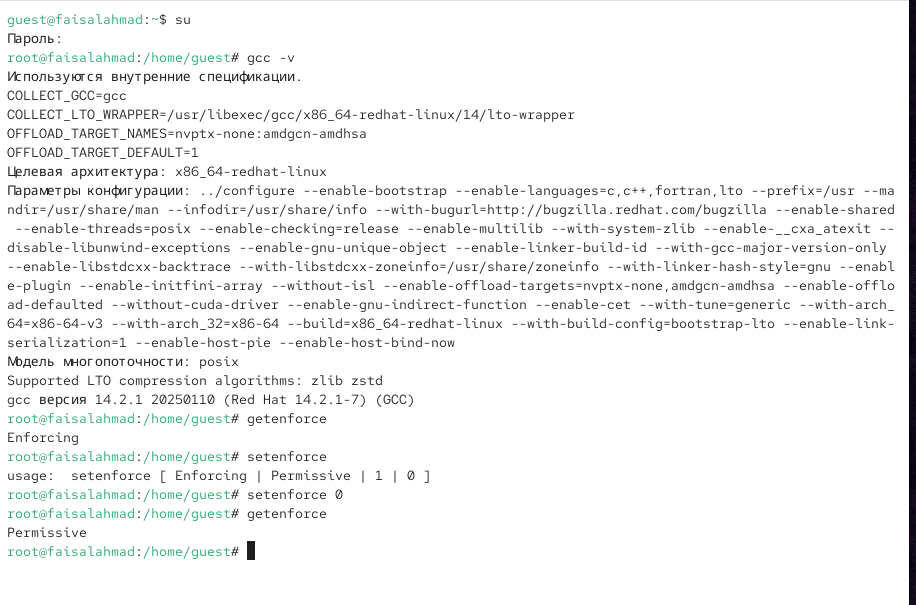 guest@faisalahmad:~$ su
Пароль:
root@faisalahmad:/home/guest# gcc -v
Используются внутренние спецификации.
COLLECT_GCC=gcc
COLLECT_LTO_WRAPPER=/usr/libexec/gcc/x86_64-redhat-linux/14/lto-wrapper
OFFLOAD_TARGET_NAMES=nvptx-none:amdgcn-amdhsa
OFFLOAD_TARGET_DEFAULT=1
Целевая архитектура: x86_64-redhat-linux
Параметры конфигурации: ../configure --enable-bootstrap --enable-languages=c,c++,fortran,lto --prefix=/usr --ma
ndir=/usr/share/man --infodir=/usr/share/info --with-bugurl=http://bugzilla.redhat.com/bugzilla --enable-shared
 --enable-threads=posix --enable-checking=release --enable-multilib --with-system-zlib --enable-__cxa_atexit --
disable-libunwind-exceptions --enable-gnu-unique-object --enable-linker-build-id --with-gcc-major-version-only
--enable-libstdcxx-backtrace --with-libstdcxx-zoneinfo=/usr/share/zoneinfo --with-linker-hash-style=gnu --enabl
e-plugin --enable-initfini-array --without-isl --enable-offload-targets=nvptx-none,amdgcn-amdhsa --enable-offlo
ad-defaulted --without-cuda-driver --enable-gnu-indirect-function --enable-cet --with-tune=generic --with-arch_
64=x86-64-v3 --with-arch_32=x86-64 --build=x86_64-redhat-linux --with-build-config=bootstrap-lto --enable-link-
serialization=1 --enable-host-pie --enable-host-bind-now
Модель многопоточности: posix
Supported LTO compression algorithms: zlib zstd
gcc версия 14.2.1 20250110 (Red Hat 14.2.1-7) (GCC)
root@faisalahmad:/home/guest# getenforce
Enforcing
root@faisalahmad:/home/guest# setenforce
usage:  setenforce [ Enforcing | Permissive | 1 | 0 ]
root@faisalahmad:/home/guest# setenforce 0
root@faisalahmad:/home/guest# getenforce
Permissive
root@faisalahmad:/home/guest#